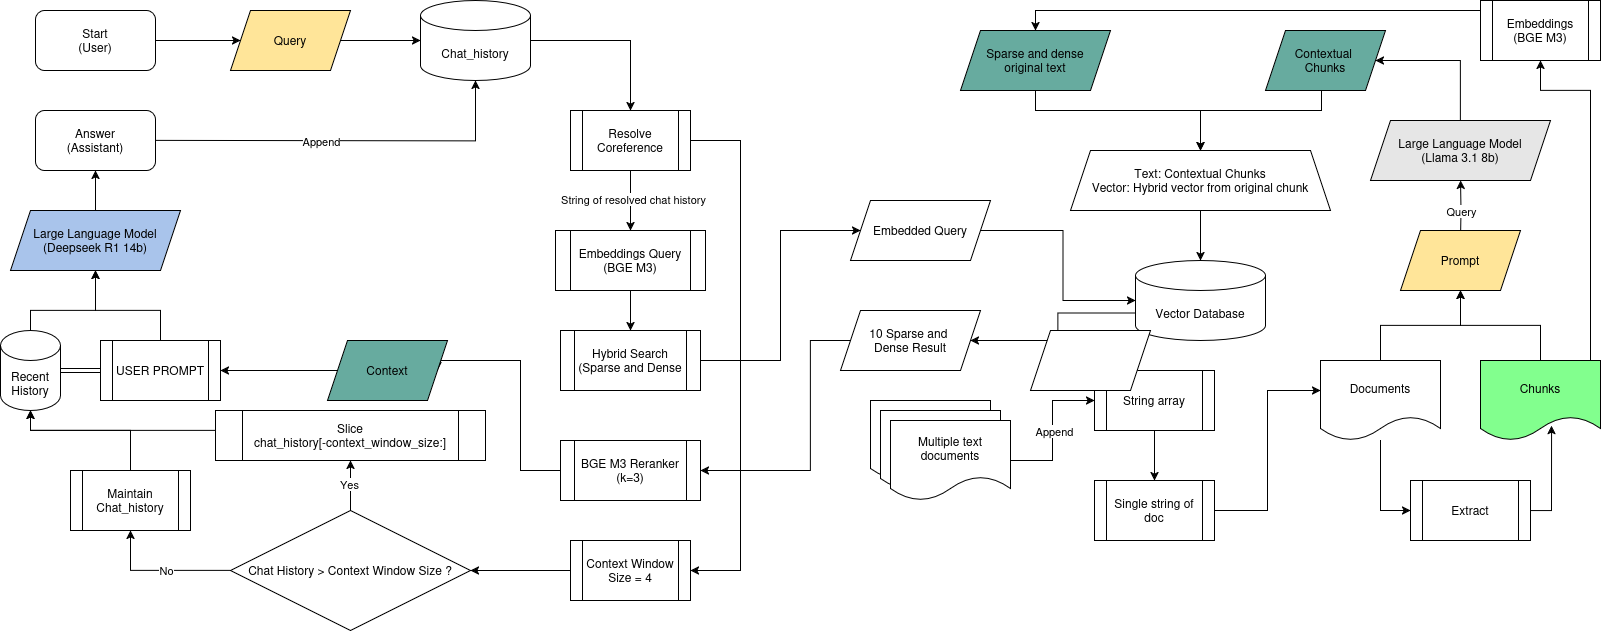 Start
(User)
Query
Chat_history
Sparse and dense
original text
Contextual
Chunks
Embeddings
(BGE M3)
Answer
(Assistant)
Append
Resolve
Coreference
Large Language Model
(Llama 3.1 8b)
Text: Contextual Chunks
Vector: Hybrid vector from original chunk
String of resolved chat history
Query
Large Language Model
(Deepseek R1 14b)
Embeddings Query
(BGE M3)
Embedded Query
Prompt
Vector Database
Recent
History
USER PROMPT
Context
Hybrid Search
(Sparse and Dense
10 Sparse and
Dense Result
String array
Documents
Chunks
Slice
chat_history[-context_window_size:]
Append
Multiple text
documents
BGE M3 Reranker
(k=3)
Yes
Maintain
Chat_history
Single string of
doc
Extract
No
Chat History > Context Window Size ?
Context Window
Size = 4